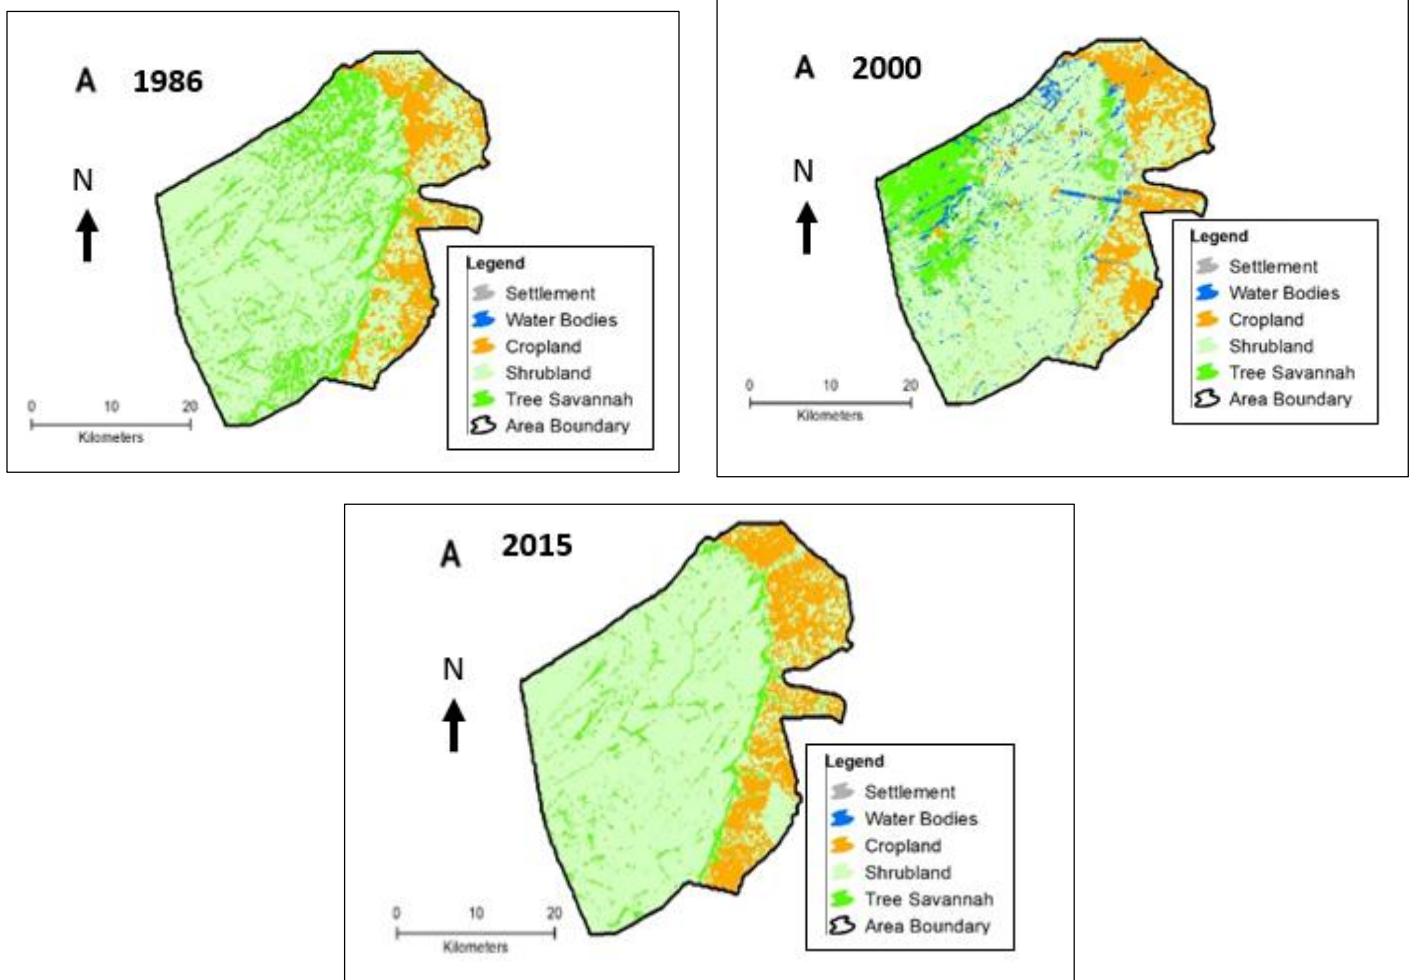 A 1986
N
Legend
Settlement
Water Bodies
Cropland
Shrubland
Tree Savannah
Area Boundary
0 10 20
Kilometers
A 2000
N
Legend
Settlement
Water Bodies
Cropland
Shrubland
Tree Savannah
Area Boundary
0 10 20
Kilometers
A 2015
N
Legend
Settlement
Water Bodies
Cropland
Shrubland
Tree Savannah
Area Boundary
0 10 20
Kilometers